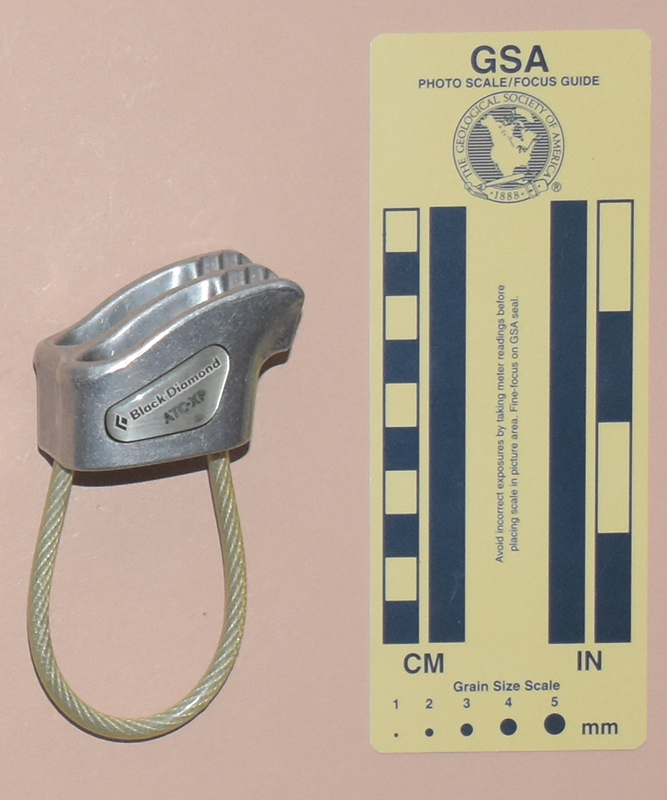 GSA
PHOTO SCALE/FOCUS GUIDE
THE GEOLOGICAL SOCIETY OF AMERICA
·1888·
®
Black Diamond
ATC-XP
Avoid incorrect exposures by taking meter readings before
placing scale in picture area. Fine-focus on GSA seal.
CM
IN
Grain Size Scale
1 2 3 4 5
mm